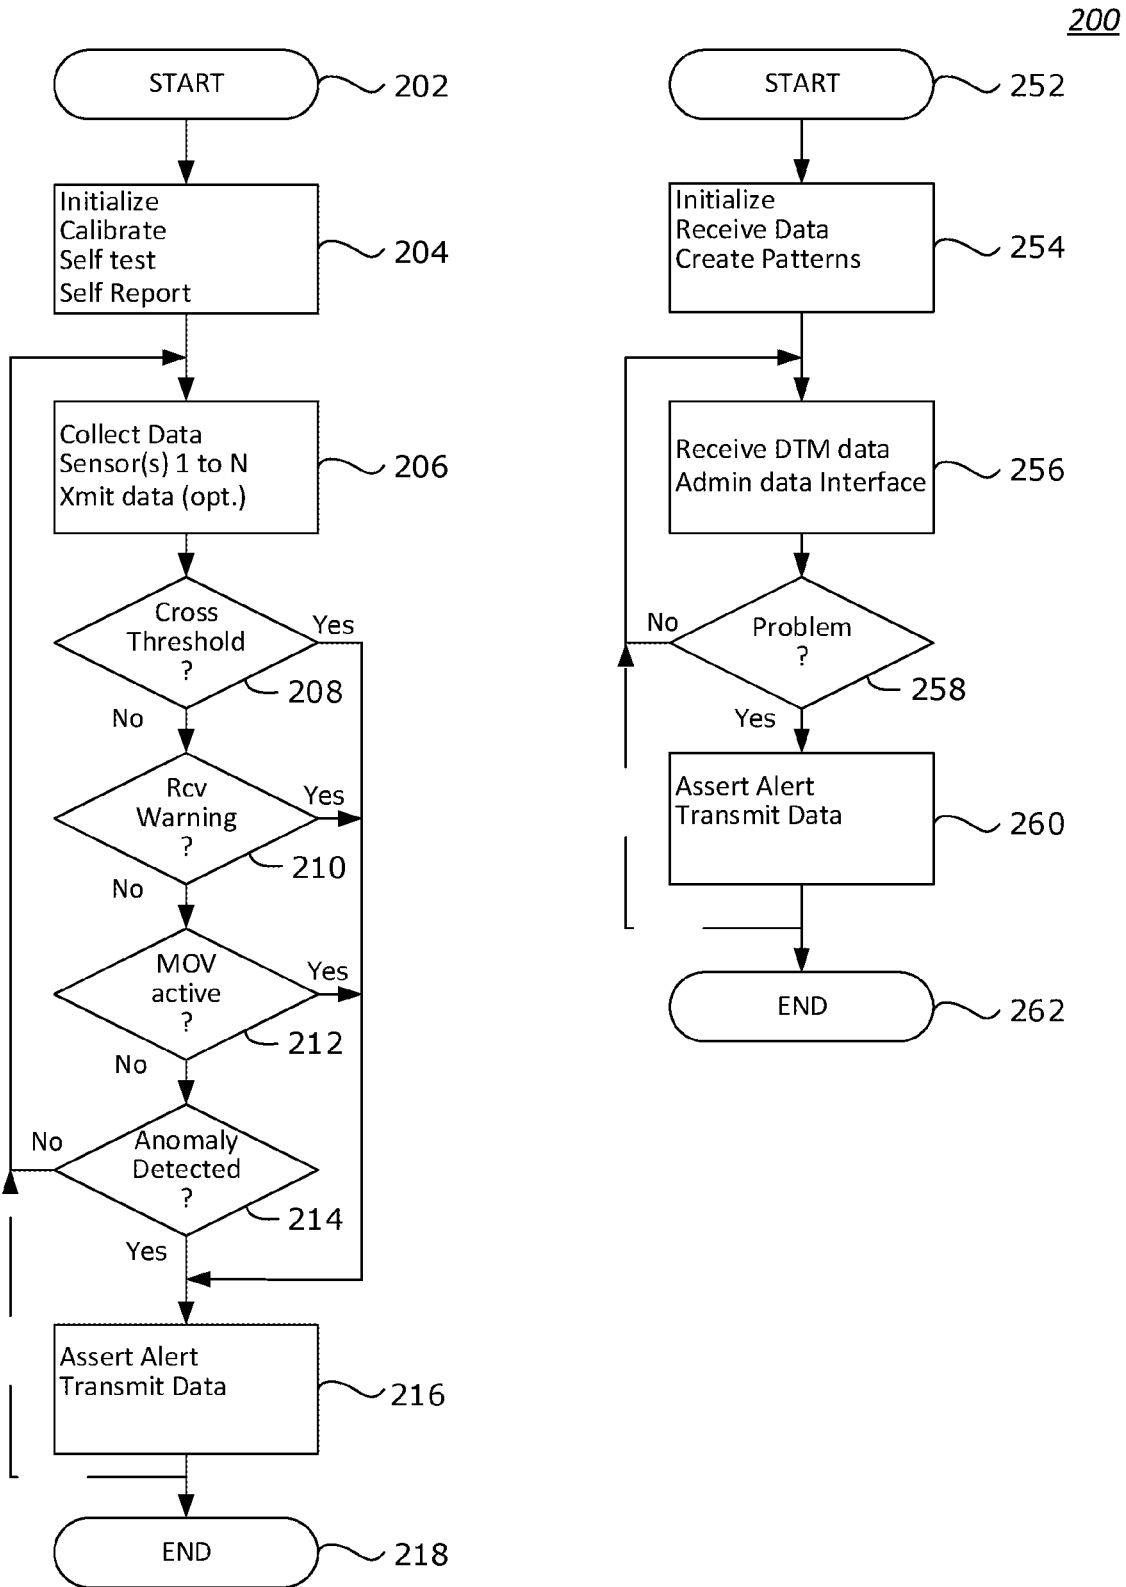 200
START
202
Initialize
Calibrate
Self test
Self Report
204
Collect Data
Sensor(s) 1 to N
Xmit data (opt.)
206
Cross
Threshold
?
Yes
208
No
Rcv
Warning
?
Yes
210
No
MOV
active
?
Yes
212
No
Anomaly
Detected
?
No
214
Yes
Assert Alert
Transmit Data
216
END
218
START
252
Initialize
Receive Data
Create Patterns
254
Receive DTM data
Admin data Interface
256
Problem
?
No
258
Yes
Assert Alert
Transmit Data
260
END
262